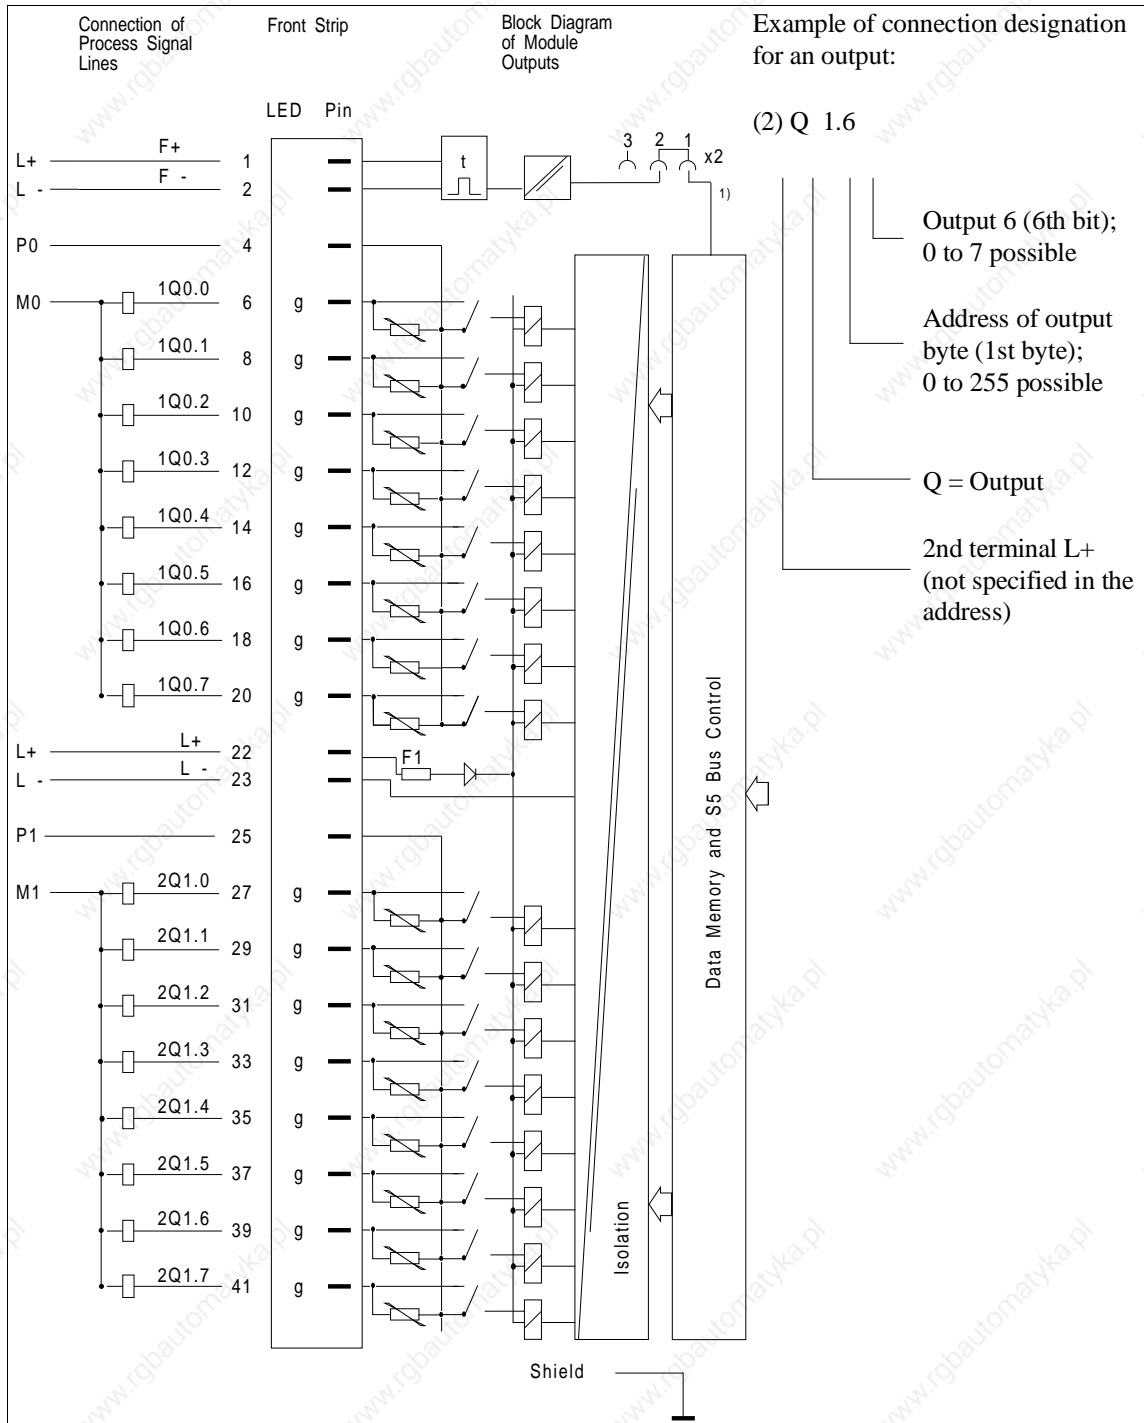 Connection of
Process Signal
Lines
Front Strip
Block Diagram
of Module
Outputs
Example of connection designation
for an output:
(2) Q 1.6
LED Pin
L+ F+ 1
L - F - 2
t
3 2 1 x2
1)
P0 4
M0 1Q0.0 6 g
1Q0.1 8 g
1Q0.2 10 g
1Q0.3 12 g
1Q0.4 14 g
1Q0.5 16 g
1Q0.6 18 g
1Q0.7 20 g
L+ L+ 22
L - L - 23
F1
P1 25
M1 2Q1.0 27 g
2Q1.1 29 g
2Q1.2 31 g
2Q1.3 33 g
2Q1.4 35 g
2Q1.5 37 g
2Q1.6 39 g
2Q1.7 41 g
Isolation
Data Memory and S5 Bus Control
Shield
Output 6 (6th bit);
0 to 7 possible
Address of output
byte (1st byte);
0 to 255 possible
Q = Output
2nd terminal L+
(not specified in the
address)
www.rgbautomatyka.pl